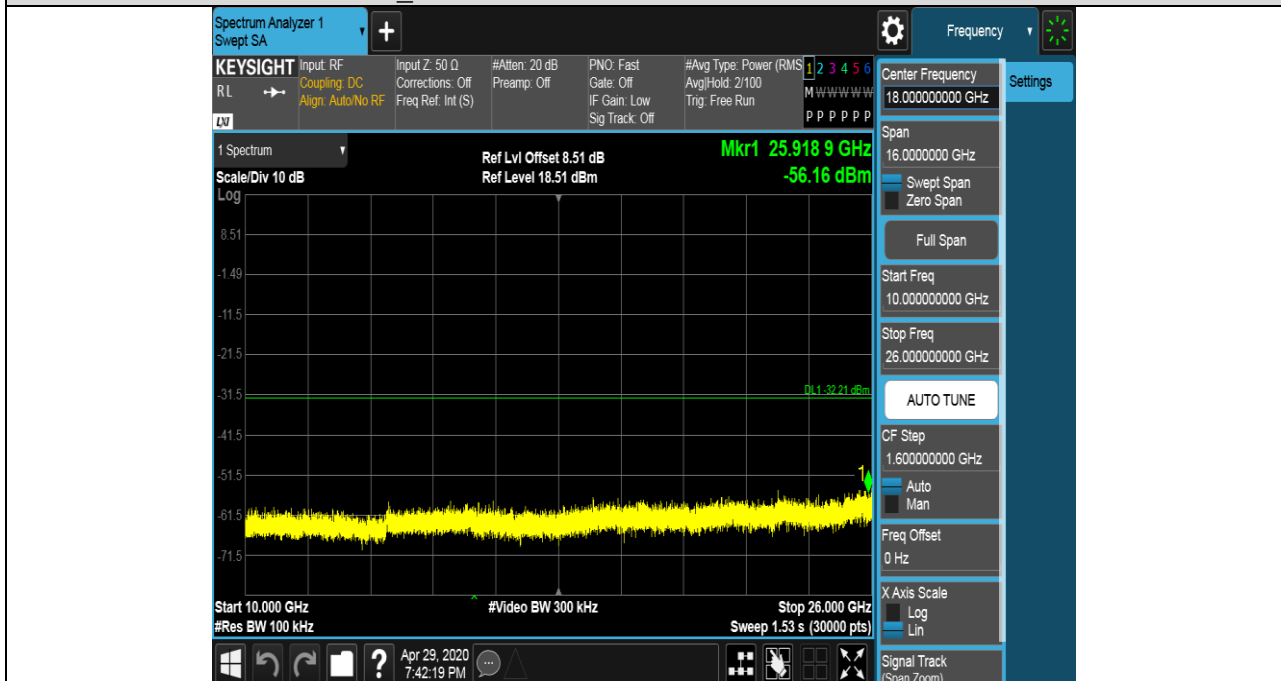 Spectrum Analyzer 1
Swept SA
+
Frequency
KEYSIGHT
RL
LXI
Input: RF
Coupling: DC
Align: Auto/No RF
Input Z: 50 Ω
Corrections: Off
Freq Ref: Int (S)
#Atten: 20 dB
Preamp: Off
PNO: Fast
Gate: Off
IF Gain: Low
Sig Track: Off
#Avg Type: Power (RMS
Avg|Hold: 2/100
Trig: Free Run
1 2 3 4 5 6
M W W W W W
P P P P P P
1 Spectrum
Scale/Div 10 dB
Log
Ref Lvl Offset 8.51 dB
Ref Level 18.51 dBm
Mkr1 25.918 9 GHz
-56.16 dBm
8.51
-1.49
-11.5
-21.5
-31.5
DL1 -32.21 dBm
-41.5
-51.5
1
-61.5
-71.5
Start 10.000 GHz
#Res BW 100 kHz
#Video BW 300 kHz
Stop 26.000 GHz
Sweep 1.53 s (30000 pts)
Apr 29, 2020
7:42:19 PM
?
Center Frequency
18.000000000 GHz
Settings
Span
16.0000000 GHz
Swept Span
Zero Span
Full Span
Start Freq
10.000000000 GHz
Stop Freq
26.000000000 GHz
AUTO TUNE
CF Step
1.600000000 GHz
Auto
Man
Freq Offset
0 Hz
X Axis Scale
Log
Lin
Signal Track
(Span Zoom)